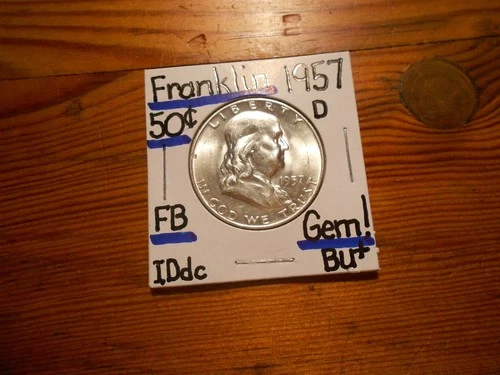 Franklin 1957
50¢ D
LIBERTY
1957
IN GOD WE TRUST
FB Gem!
IDdc Bu+